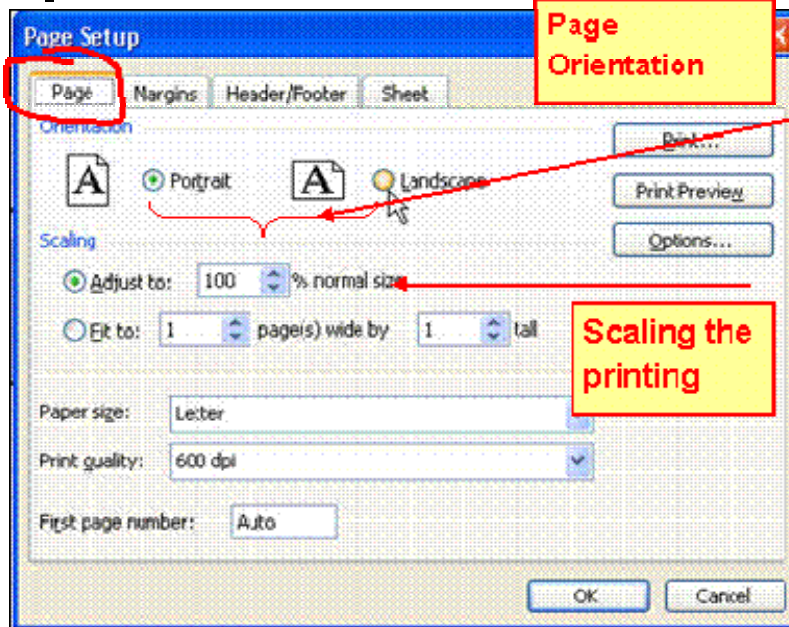 Page Setup
Page
Orientation
Page Margins Header/Footer Sheet
Orientation
Print...
A Portrait A Landscape
Print Preview
Scaling
Options...
Adjust to: 100 % normal size
Fit to: 1 page(s) wide by 1 tall
Scaling the
printing
Paper size: Letter
Print quality: 600 dpi
First page number: Auto
OK Cancel